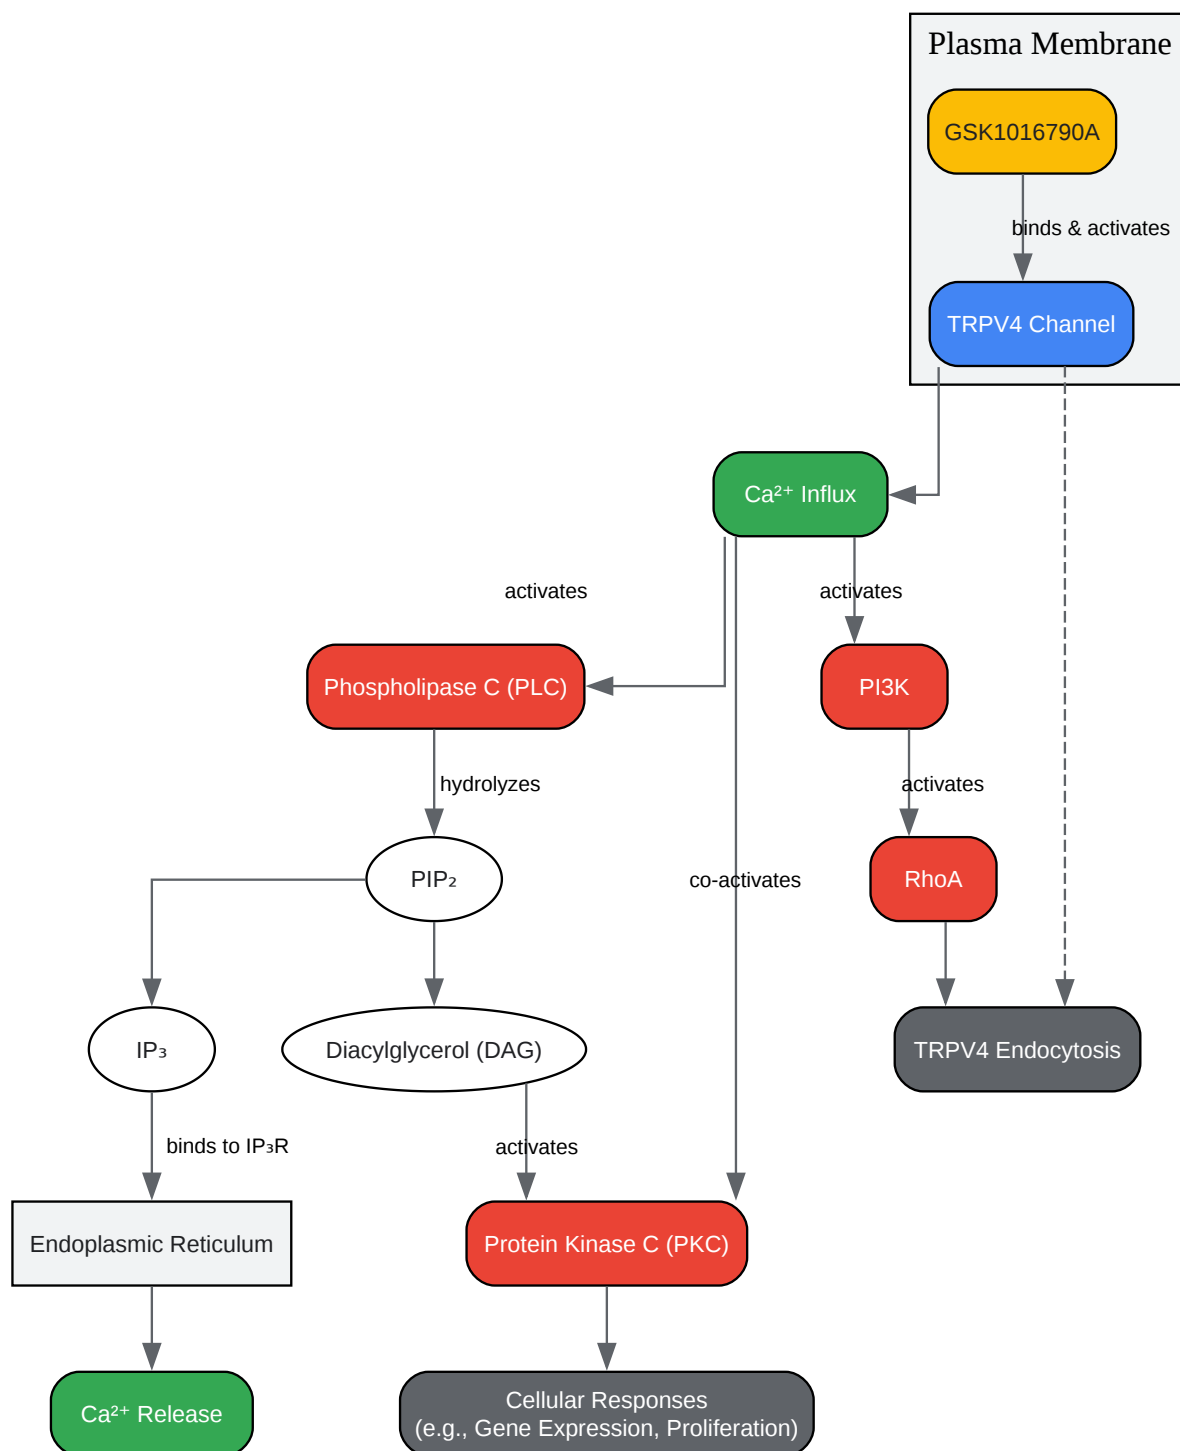 Plasma Membrane
GSK1016790A
binds & activates
TRPV4 Channel
Ca²⁺ Influx
activates
activates
Phospholipase C (PLC)
PI3K
hydrolyzes
activates
PIP₂
co-activates
RhoA
IP₃
Diacylglycerol (DAG)
TRPV4 Endocytosis
binds to IP₃R
activates
Endoplasmic Reticulum
Protein Kinase C (PKC)
Ca²⁺ Release
Cellular Responses
(e.g., Gene Expression, Proliferation)